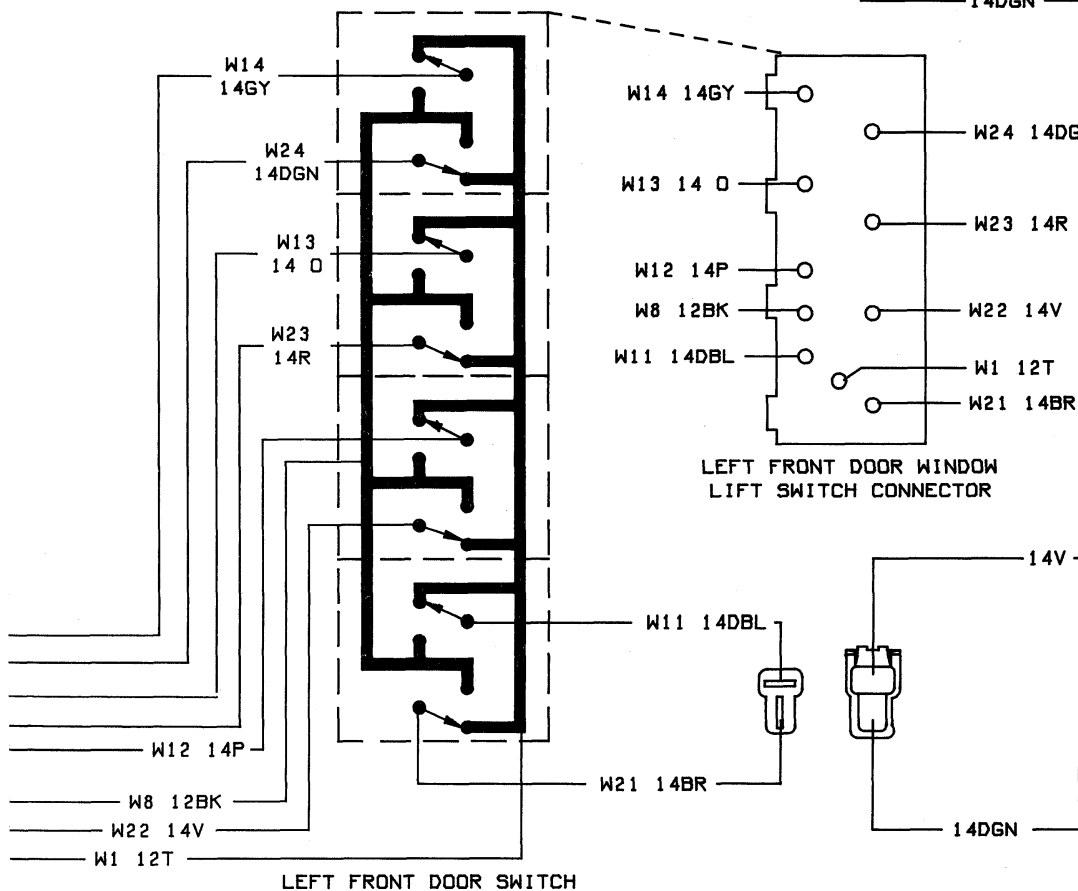 14DGN
W14
14GY
W14 14GY
W24
14DGN
W24 14DG
W13
14 O
W13 14 O
W23 14R
W12 14P
W8 12BK
W22 14V
W23
14R
W11 14DBL
W1 12T
W21 14BR
LEFT FRONT DOOR WINDOW
LIFT SWITCH CONNECTOR
14V
W11 14DBL
W12 14P
W21 14BR
W8 12BK
W22 14V
14DGN
W1 12T
LEFT FRONT DOOR SWITCH